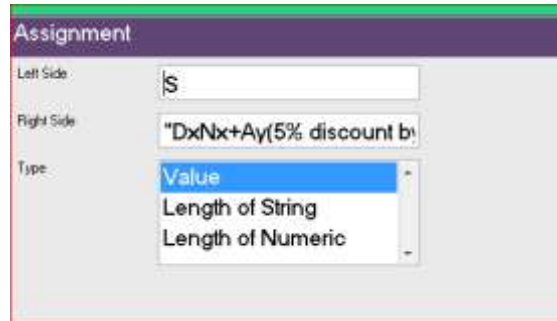 Assignment
Left Side
S
Right Side
"DxNx+Ay(5% discount by
Type
Value
Length of String
Length of Numeric